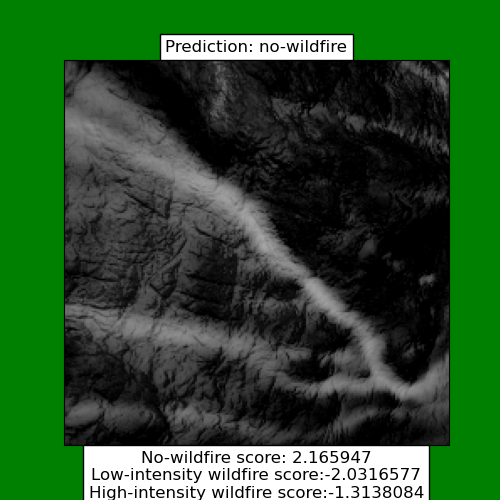 Prediction: no-wildfire
No-wildfire score: 2.165947
Low-intensity wildfire score:-2.0316577
High-intensity wildfire score:-1.3138084